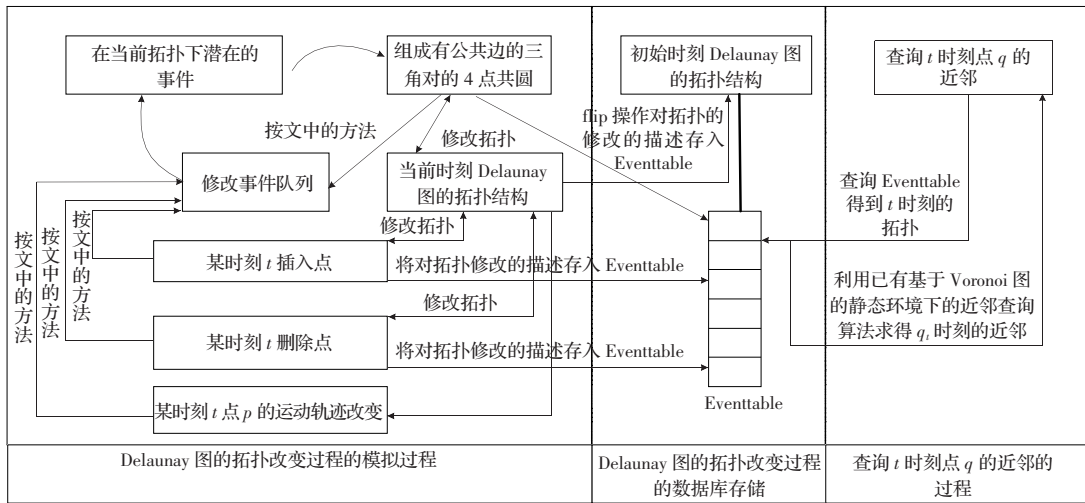 在当前拓扑下潜在的
事件
组成有公共边的三
角对的 4 点共圆
按文中的方法
修改拓扑
修改事件队列
当前时刻 Delaunay
图的拓扑结构
修改拓扑
某时刻 t 插入点
将对拓扑修改的描述存入 Eventtable
修改拓扑
某时刻 t 删除点
将对拓扑修改的描述存入 Eventtable
某时刻 t 点 p 的运动轨迹改变
按文中的方法
按文中的方法
按文中的方法
Delaunay 图的拓扑改变过程的模拟过程
初始时刻 Delaunay 图
的拓扑结构
flip 操作对拓扑的
修改的描述存入
Eventtable
Eventtable
Delaunay 图的拓扑改变过程
的数据库存储
查询 t 时刻点 q 的
近邻
查询 Eventtable
得到 t 时刻的
拓扑
利用已有基于 Voronoi 图
的静态环境下的近邻查询
算法求得 qt 时刻的近邻
查询 t 时刻点 q 的近邻的
过程